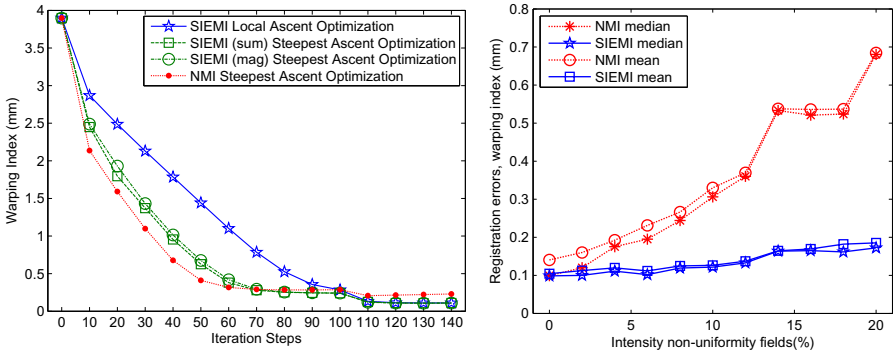 4
3.5
3
2.5
2
1.5
1
0.5
0
Warping Index (mm)
SIEMI Local Ascent Optimization
SIEMI (sum) Steepest Ascent Optimization
SIEMI (mag) Steepest Ascent Optimization
NMI Steepest Ascent Optimization
0 10 20 30 40 50 60 70 80 90 100 110 120 130 140
Iteration Steps
0.8
0.7
0.6
0.5
0.4
0.3
0.2
0.1
0
Registration errors, warping index (mm)
NMI median
SIEMI median
NMI mean
SIEMI mean
0 5 10 15 20
Intensity non-uniformity fields(%)